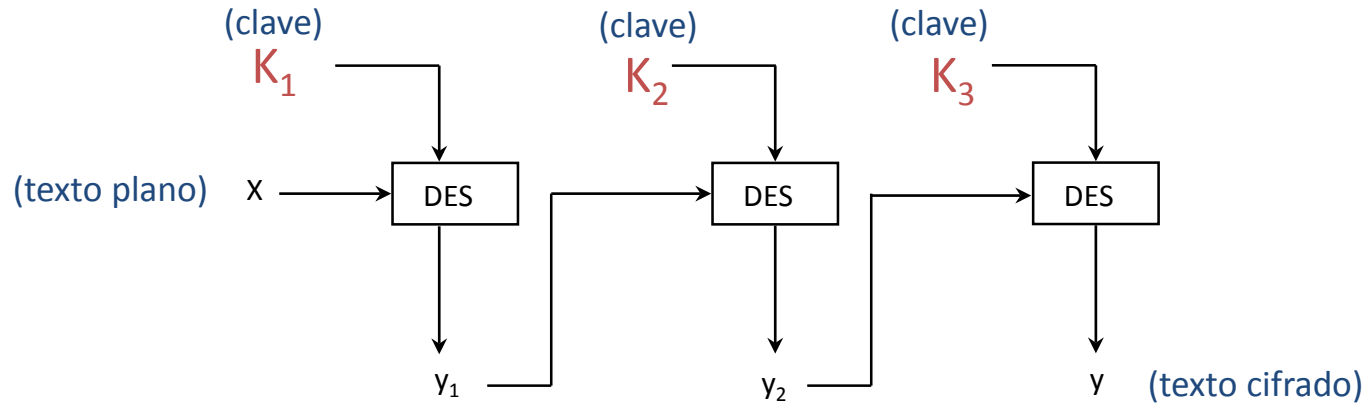 (clave) (clave) (clave)
K₁ K₂ K₃
(texto plano) X DES DES DES
y₁ y₂ y (texto cifrado)